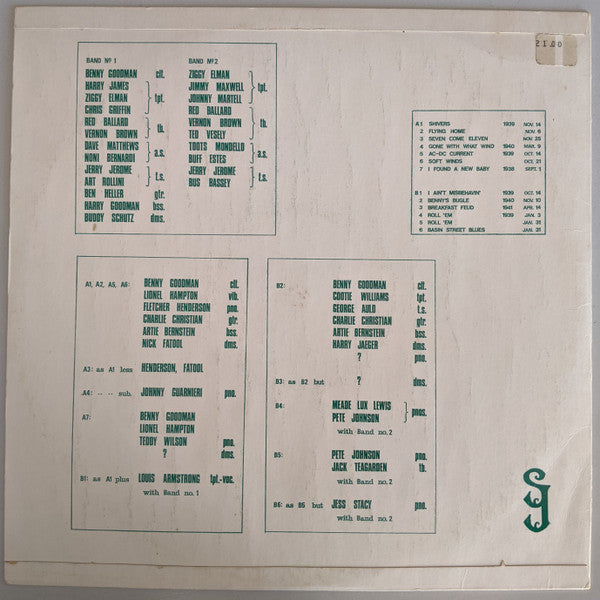 21.00
BAND Nº 1
BENNY GOODMAN clt.
HARRY JAMES
ZIGGY ELMAN tpt.
CHRIS GRIFFIN
RED BALLARD tb.
VERNON BROWN
DAVE MATTHEWS a.s.
NONI BERNARDI
JERRY JEROME t.s.
ART ROLLINI
BEN HELLER gtr.
HARRY GOODMAN bss.
BUDDY SCHUTZ dms.
BAND Nº 2
ZIGGY ELMAN
JIMMY MAXWELL tpt.
JOHNNY MARTELL
RED BALLARD
VERNON BROWN tb.
TED VESELY
TOOTS MONDELLO a.s.
BUFF ESTES
JERRY JEROME t.s.
BUS BASSEY
A1 SHIVERS 1939 NOV. 14
2 FLYING HOME NOV. 6
3 SEVEN COME ELEVEN NOV. 25
4 GONE WITH WHAT WIND 1940 MAR. 9
5 AC-DC CURRENT 1939 OCT. 14
6 SOFT WINDS OCT. 21
7 I FOUND A NEW BABY 1938 SEPT. 1
B1 I AIN'T MISBEHAVIN' 1939 OCT. 14
2 BENNY'S BUGLE 1940 NOV. 10
3 BREAKFAST FEUD 1941 APR. 14
4 ROLL 'EM 1939 JAN. 3
5 ROLL 'EM JAN. 31
6 BASIN STREET BLUES JAN. 31
A1, A2, A5, A6: BENNY GOODMAN clt.
LIONEL HAMPTON vib.
FLETCHER HENDERSON pno.
CHARLIE CHRISTIAN gtr.
ARTIE BERNSTEIN bss.
NICK FATOOL dms.
A3: as A1 less HENDERSON, FATOOL
A4: .. .. sub. JOHNNY GUARNIERI pno.
A7: BENNY GOODMAN
LIONEL HAMPTON
TEDDY WILSON pno.
? dms.
B1: as A1 plus LOUIS ARMSTRONG tpt.-voc.
with Band no. 1
B2: BENNY GOODMAN clt.
COOTIE WILLIAMS tpt.
GEORGE AULD t.s.
CHARLIE CHRISTIAN gtr.
ARTIE BERNSTEIN bss.
HARRY JAEGER dms.
? pno.
B3: as B2 but ? dms.
B4: MEADE LUX LEWIS pnos.
PETE JOHNSON
with Band no. 2
B5: PETE JOHNSON pno.
JACK TEAGARDEN tb.
with Band no. 2
B6: as B5 but JESS STACY pno.
with Band no. 2